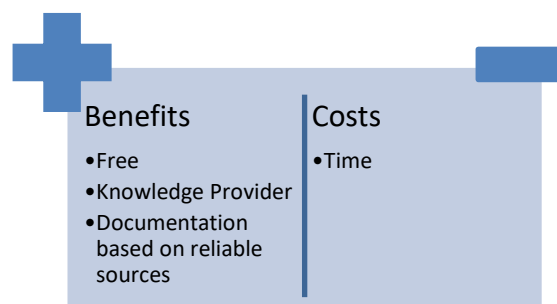 Benefits
•Free
•Knowledge Provider
•Documentation
based on reliable
sources
Costs
•Time